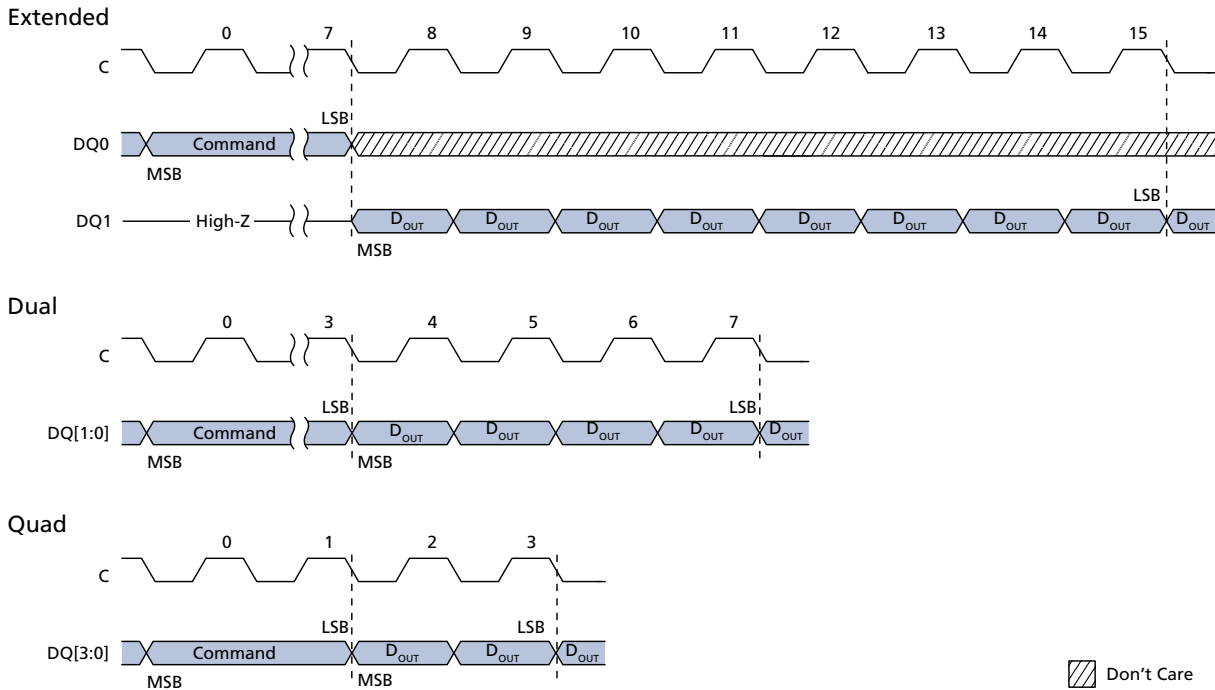 Extended
0 7 8 9 10 11 12 13 14 15
C
LSB
DQ0 Command
MSB
LSB
DQ1 High-Z DOUT DOUT DOUT DOUT DOUT DOUT DOUT DOUT DOUT
MSB
Dual
0 3 4 5 6 7
C
LSB LSB
DQ[1:0] Command DOUT DOUT DOUT DOUT DOUT
MSB MSB
Quad
0 1 2 3
C
LSB LSB
DQ[3:0] Command DOUT DOUT DOUT
MSB MSB
Don't Care